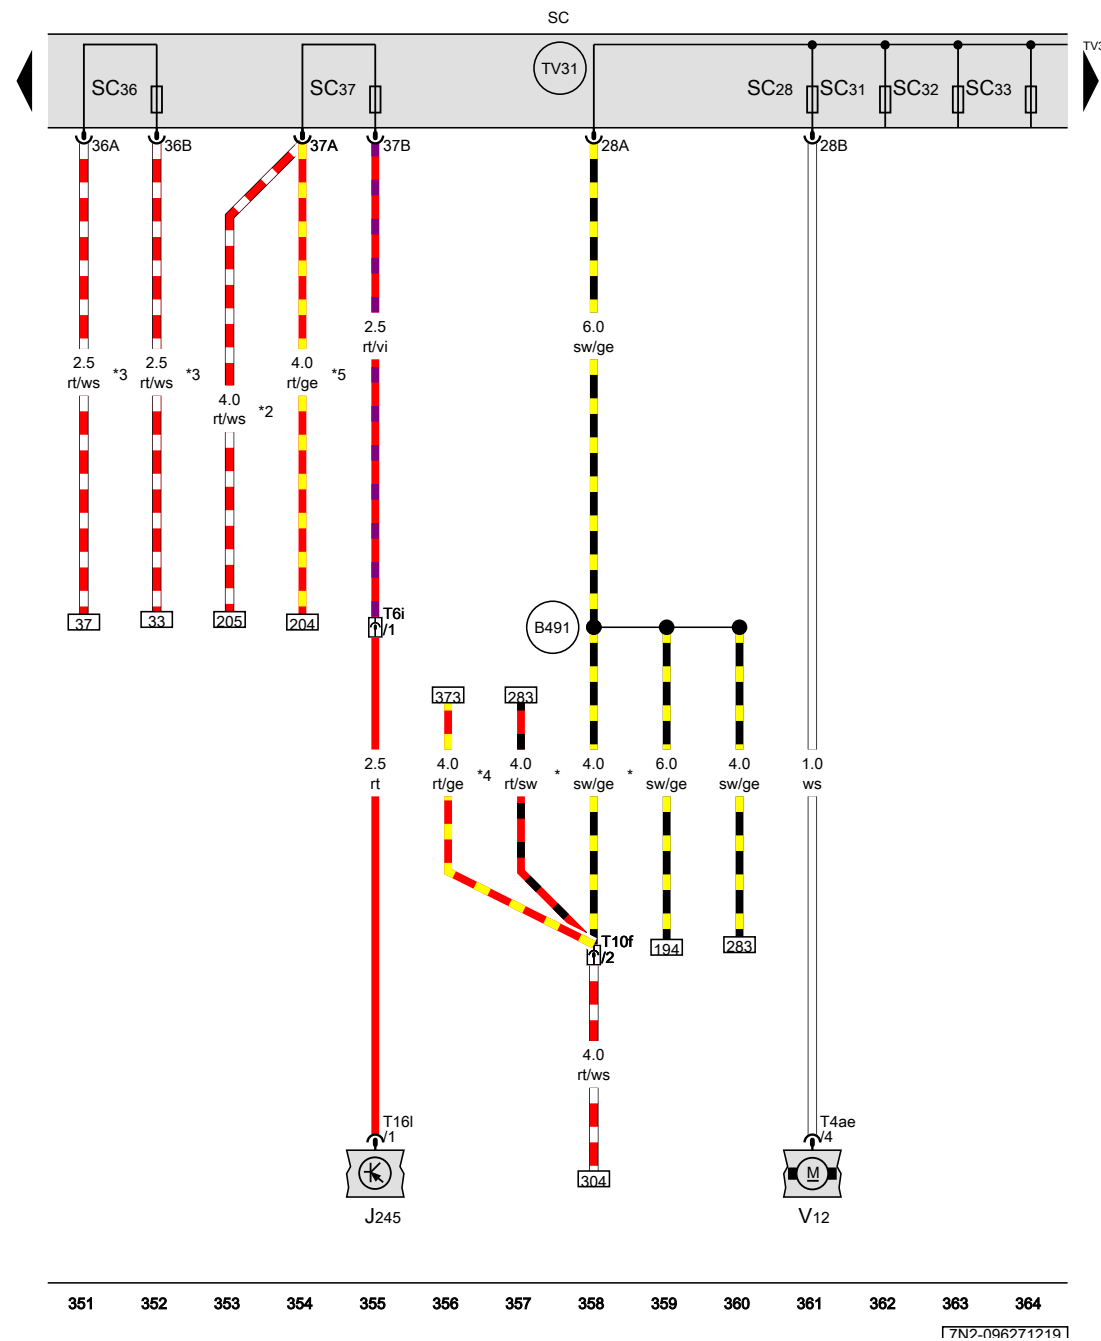 SC
TV31
TV3
SC36
SC37
SC28
SC31
SC32
SC33
36A
36B
37A
37B
28A
28B
2.5
rt/vi
6.0
sw/ge
2.5
rt/ws
*3
2.5
rt/ws
*3
4.0
rt/ge
*5
4.0
rt/ws
*2
37
33
205
204
T6i
/1
B491
373
283
2.5
rt
4.0
rt/ge
*4
4.0
rt/sw
*
4.0
sw/ge
*
6.0
sw/ge
4.0
sw/ge
1.0
ws
T10f
/2
194
283
4.0
rt/ws
T16l
/1
T4ae
/4
M
304
J245
V12
351 352 353 354 355 356 357 358 359 360 361 362 363 364
7N2-096271219